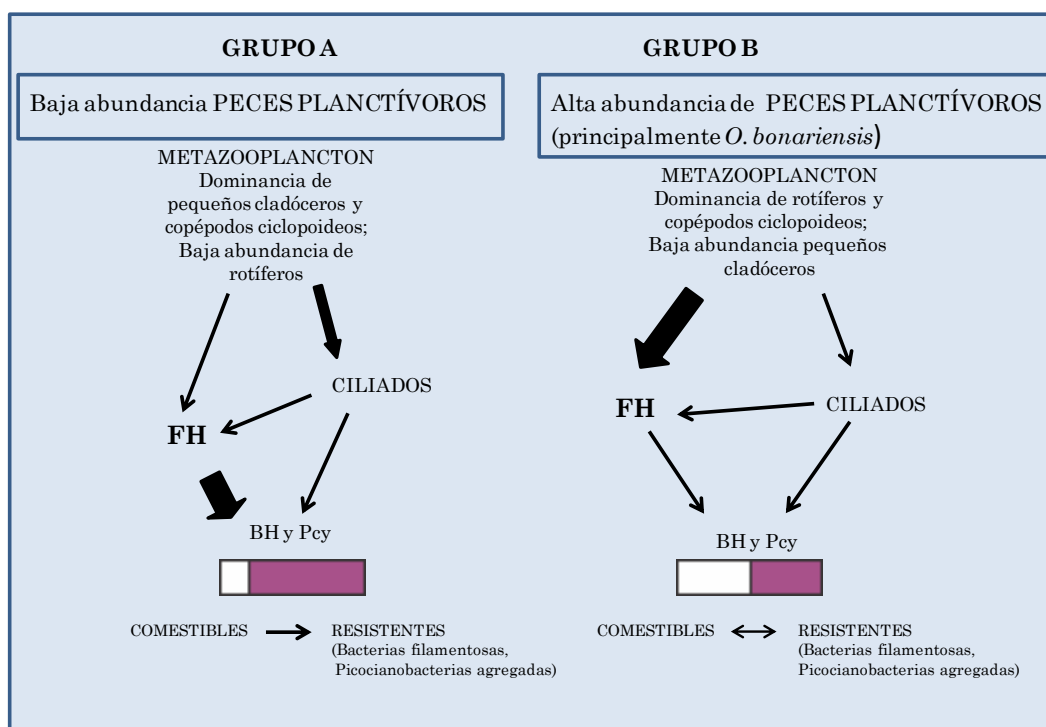 GRUPO A
Baja abundancia PECES PLANCTÍVOROS
METAZOOPLANCTON
Dominancia de
pequeños cladóceros y
copépodos ciclopoideos;
Baja abundancia de
rotíferos
CILIADOS
FH
BH y Pcy
COMESTIBLES
RESISTENTES
(Bacterias filamentosas,
Picocianobacterias agregadas)
GRUPO B
Alta abundancia de PECES PLANCTÍVOROS
(principalmente O. bonariensis)
METAZOOPLANCTON
Dominancia de rotíferos y
copépodos ciclopoideos;
Baja abundancia pequeños
cladóceros
FH
CILIADOS
BH y Pcy
COMESTIBLES
RESISTENTES
(Bacterias filamentosas,
Picocianobacterias agregadas)